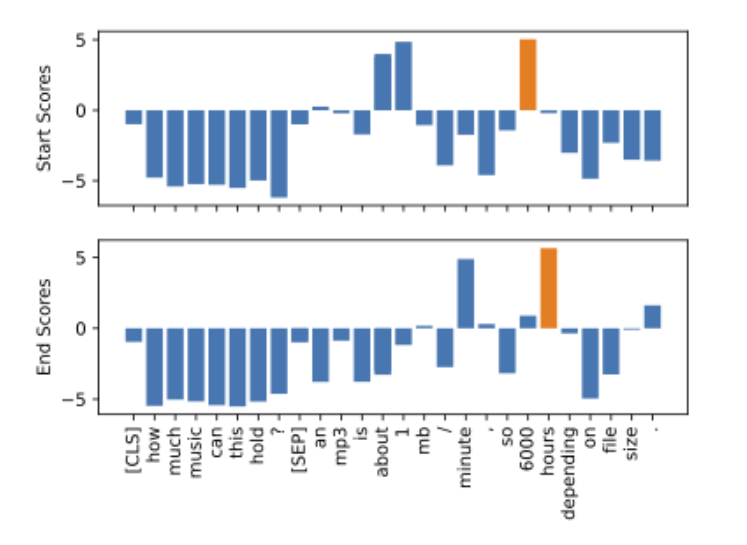 5
0
−5
Start Scores
5
0
−5
End Scores
[CLS]
how
much
music
can
this
hold
?
[SEP]
an
mp3
is
about
1
mb
/
minute
,
so
6000
hours
depending
on
file
size
.